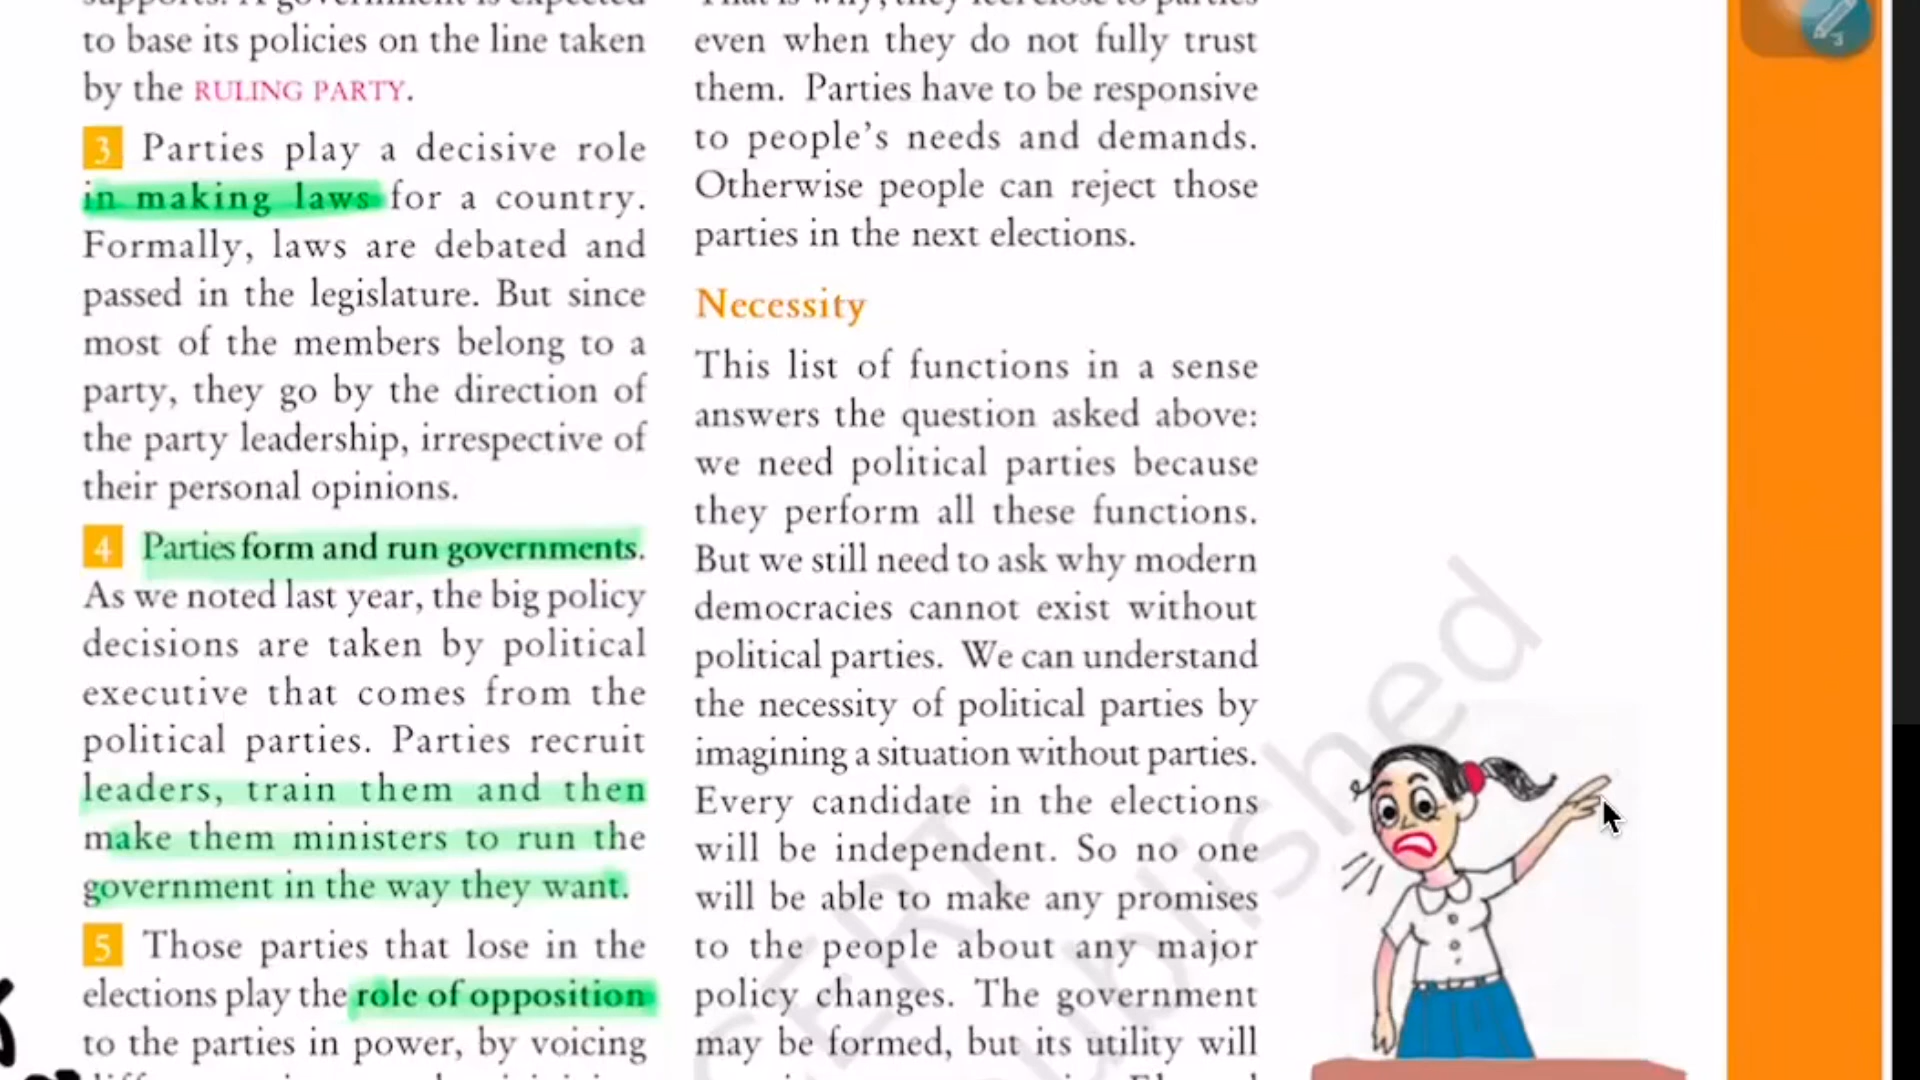 to base its policies on the line taken
by the RULING PARTY.
3 Parties play a decisive role
in making laws for a country.
Formally, laws are debated and
passed in the legislature. But since
most of the members belong to a
party, they go by the direction of
the party leadership, irrespective of
their personal opinions.
4 Parties form and run governments.
As we noted last year, the big policy
decisions are taken by political
executive that comes from the
political parties. Parties recruit
leaders, train them and then
make them ministers to run the
government in the way they want.
5 Those parties that lose in the
elections play the role of opposition
to the parties in power, by voicing
even when they do not fully trust
them. Parties have to be responsive
to people's needs and demands.
Otherwise people can reject those
parties in the next elections.
Necessity
This list of functions in a sense
answers the question asked above:
we need political parties because
they perform all these functions.
But we still need to ask why modern
democracies cannot exist without
political parties. We can understand
the necessity of political parties by
imagining a situation without parties.
Every candidate in the elections
will be independent. So no one
will be able to make any promises
to the people about any major
policy changes. The government
may be formed, but its utility will